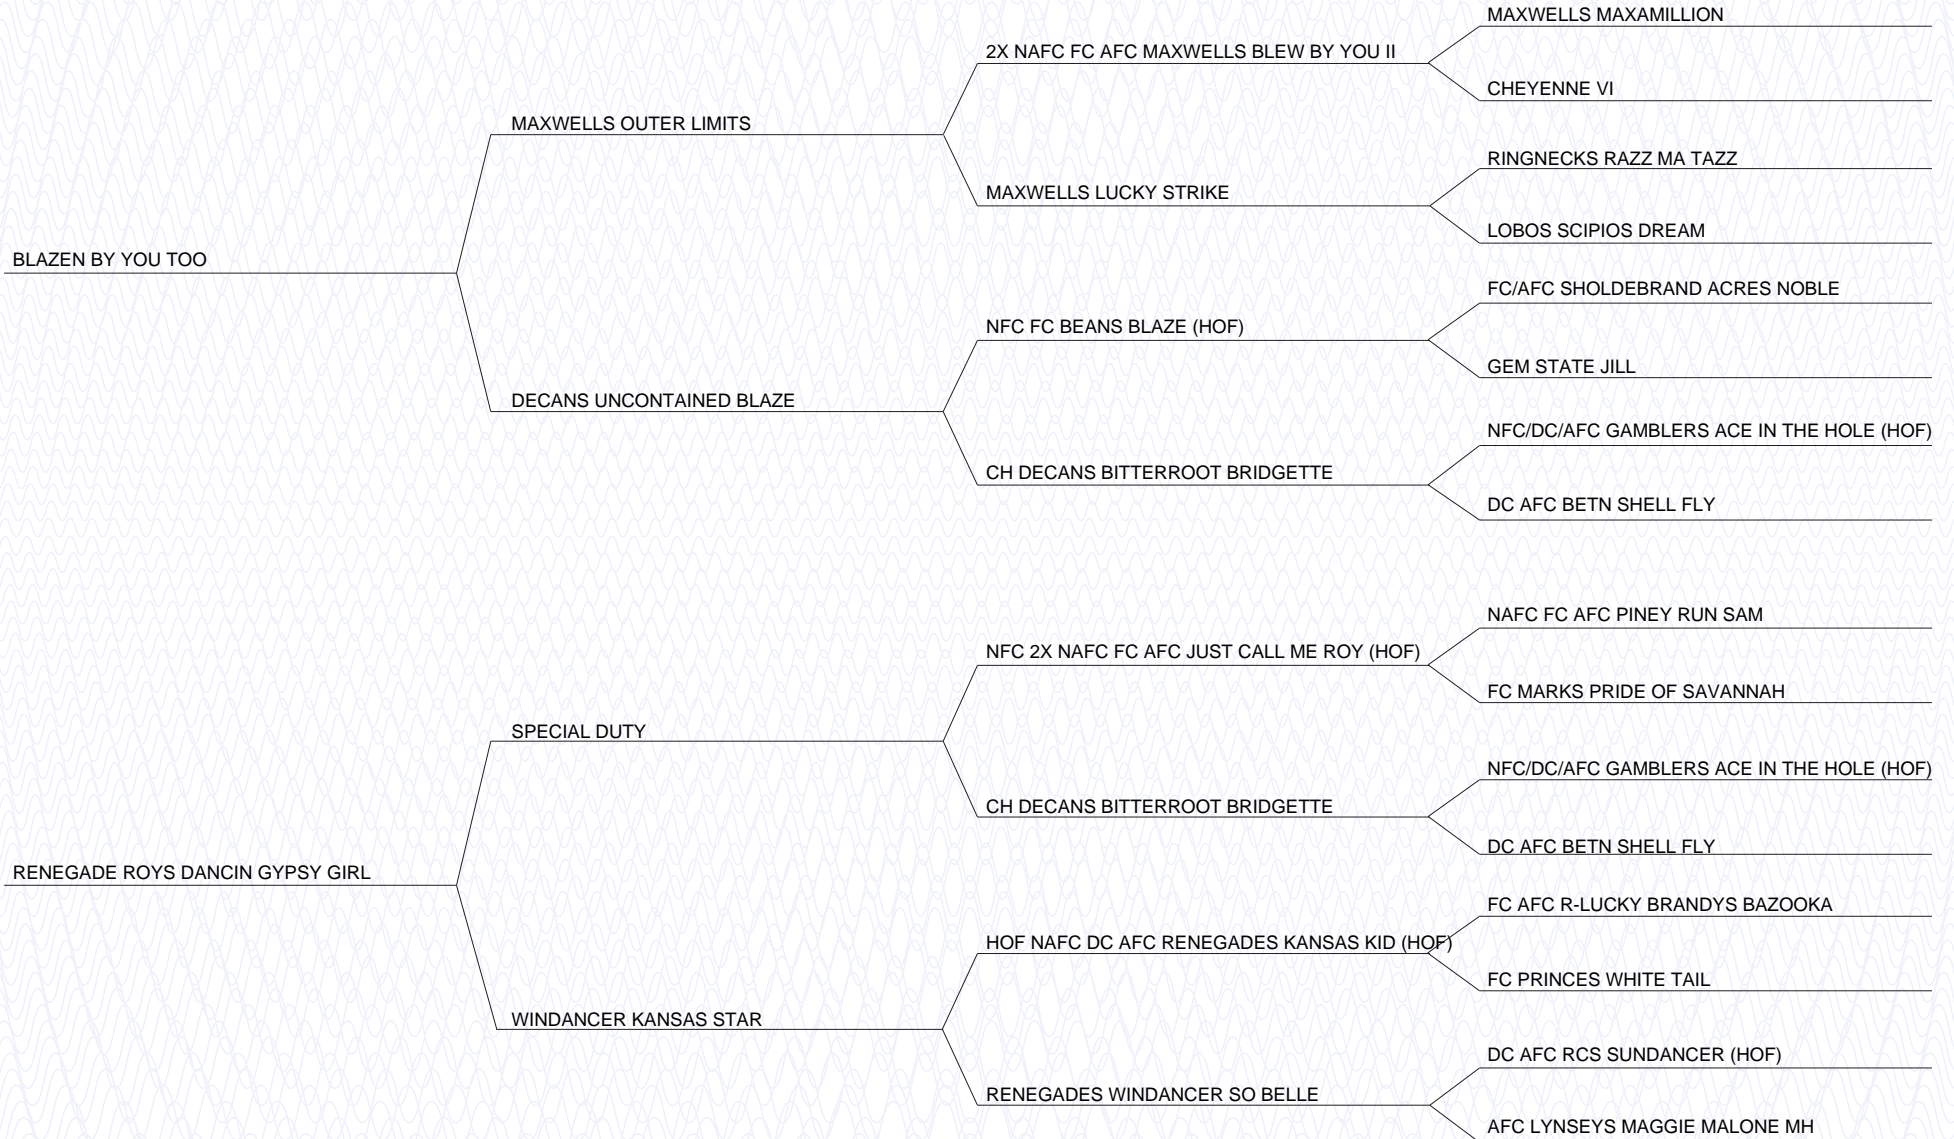 MAXWELLS MAXAMILLION
2X NAFC FC AFC MAXWELLS BLEW BY YOU II
CHEYENNE VI
MAXWELLS OUTER LIMITS
RINGNECKS RAZZ MA TAZZ
MAXWELLS LUCKY STRIKE
LOBOS SCIPIOS DREAM
BLAZEN BY YOU TOO
FC/AFC SHOLDEBRAND ACRES NOBLE
NFC FC BEANS BLAZE (HOF)
GEM STATE JILL
DECANS UNCONTAINED BLAZE
NFC/DC/AFC GAMBLERS ACE IN THE HOLE (HOF)
CH DECANS BITTERROOT BRIDGETTE
DC AFC BETN SHELL FLY
NAFC FC AFC PINEY RUN SAM
NFC 2X NAFC FC AFC JUST CALL ME ROY (HOF)
FC MARKS PRIDE OF SAVANNAH
SPECIAL DUTY
NFC/DC/AFC GAMBLERS ACE IN THE HOLE (HOF)
CH DECANS BITTERROOT BRIDGETTE
DC AFC BETN SHELL FLY
RENEGADE ROYS DANCIN GYPSY GIRL
FC AFC R-LUCKY BRANDYS BAZOOKA
HOF NAFC DC AFC RENEGADES KANSAS KID (HOF)
FC PRINCES WHITE TAIL
WINDANCER KANSAS STAR
DC AFC RCS SUNDANCER (HOF)
RENEGADES WINDANCER SO BELLE
AFC LYNSEYS MAGGIE MALONE MH